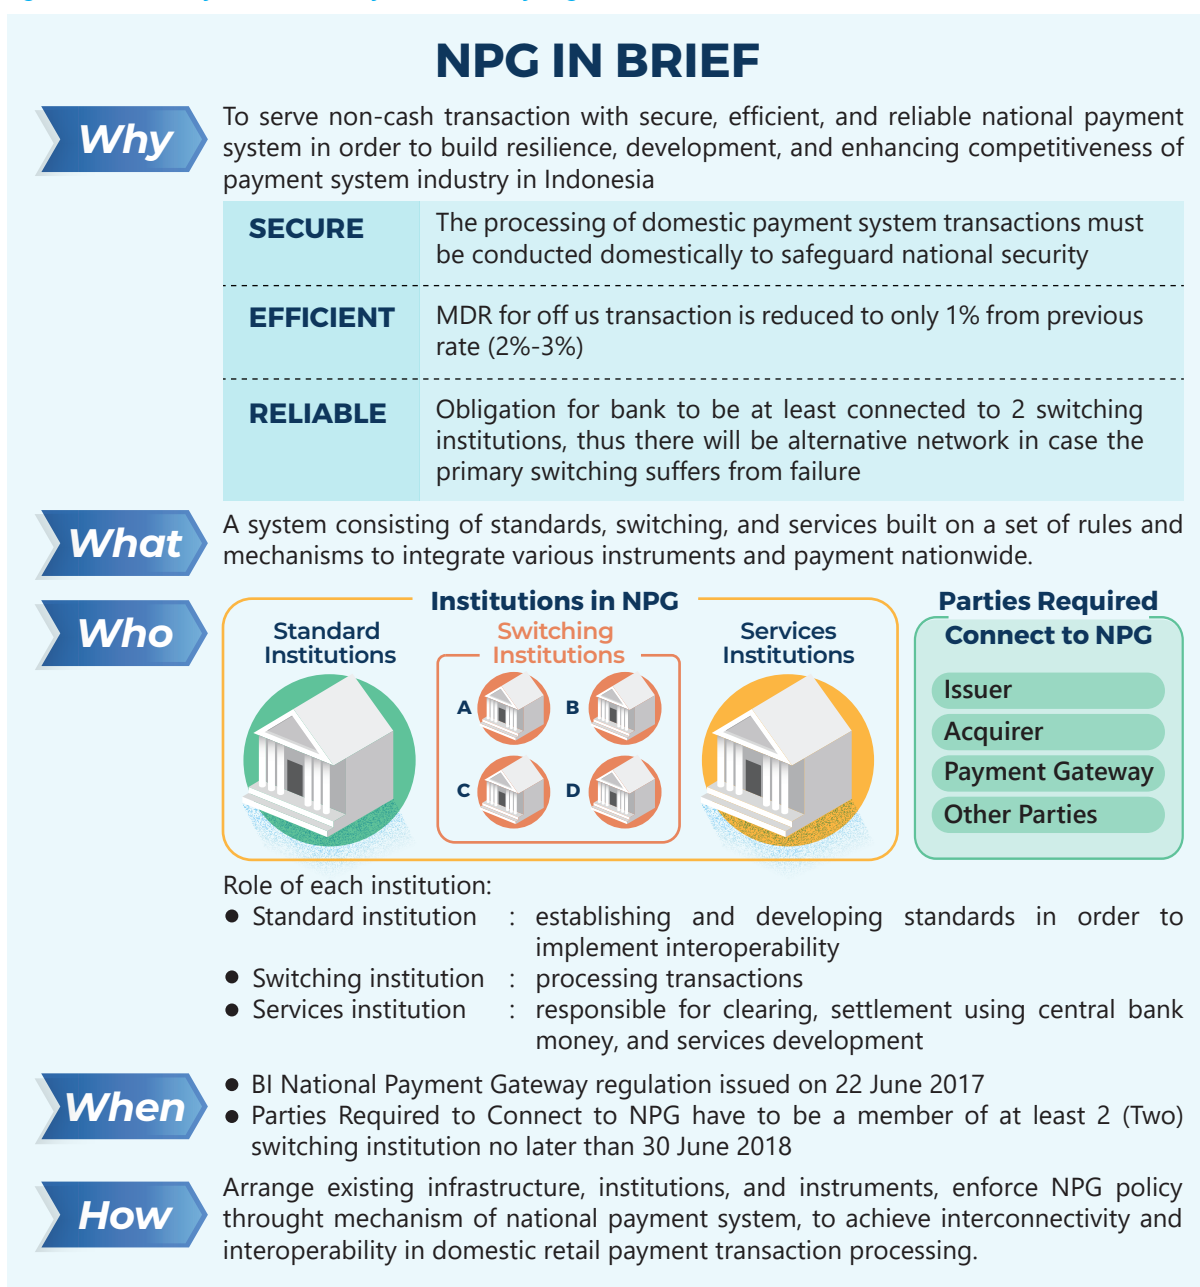 NPG IN BRIEF
Why
To serve non-cash transaction with secure, efficient, and reliable national payment
system in order to build resilience, development, and enhancing competitiveness of
payment system industry in Indonesia
SECURE
The processing of domestic payment system transactions must
be conducted domestically to safeguard national security
EFFICIENT
MDR for off us transaction is reduced to only 1% from previous
rate (2%-3%)
RELIABLE
Obligation for bank to be at least connected to 2 switching
institutions, thus there will be alternative network in case the
primary switching suffers from failure
What
A system consisting of standards, switching, and services built on a set of rules and
mechanisms to integrate various instruments and payment nationwide.
Who
Institutions in NPG
Standard
Institutions
Switching
Institutions
A
B
C
D
Services
Institutions
Parties Required
Connect to NPG
Issuer
Acquirer
Payment Gateway
Other Parties
Role of each institution:
● Standard institution : establishing and developing standards in order to
implement interoperability
● Switching institution : processing transactions
● Services institution : responsible for clearing, settlement using central bank
money, and services development
When
● BI National Payment Gateway regulation issued on 22 June 2017
● Parties Required to Connect to NPG have to be a member of at least 2 (Two)
switching institution no later than 30 June 2018
How
Arrange existing infrastructure, institutions, and instruments, enforce NPG policy
throught mechanism of national payment system, to achieve interconnectivity and
interoperability in domestic retail payment transaction processing.